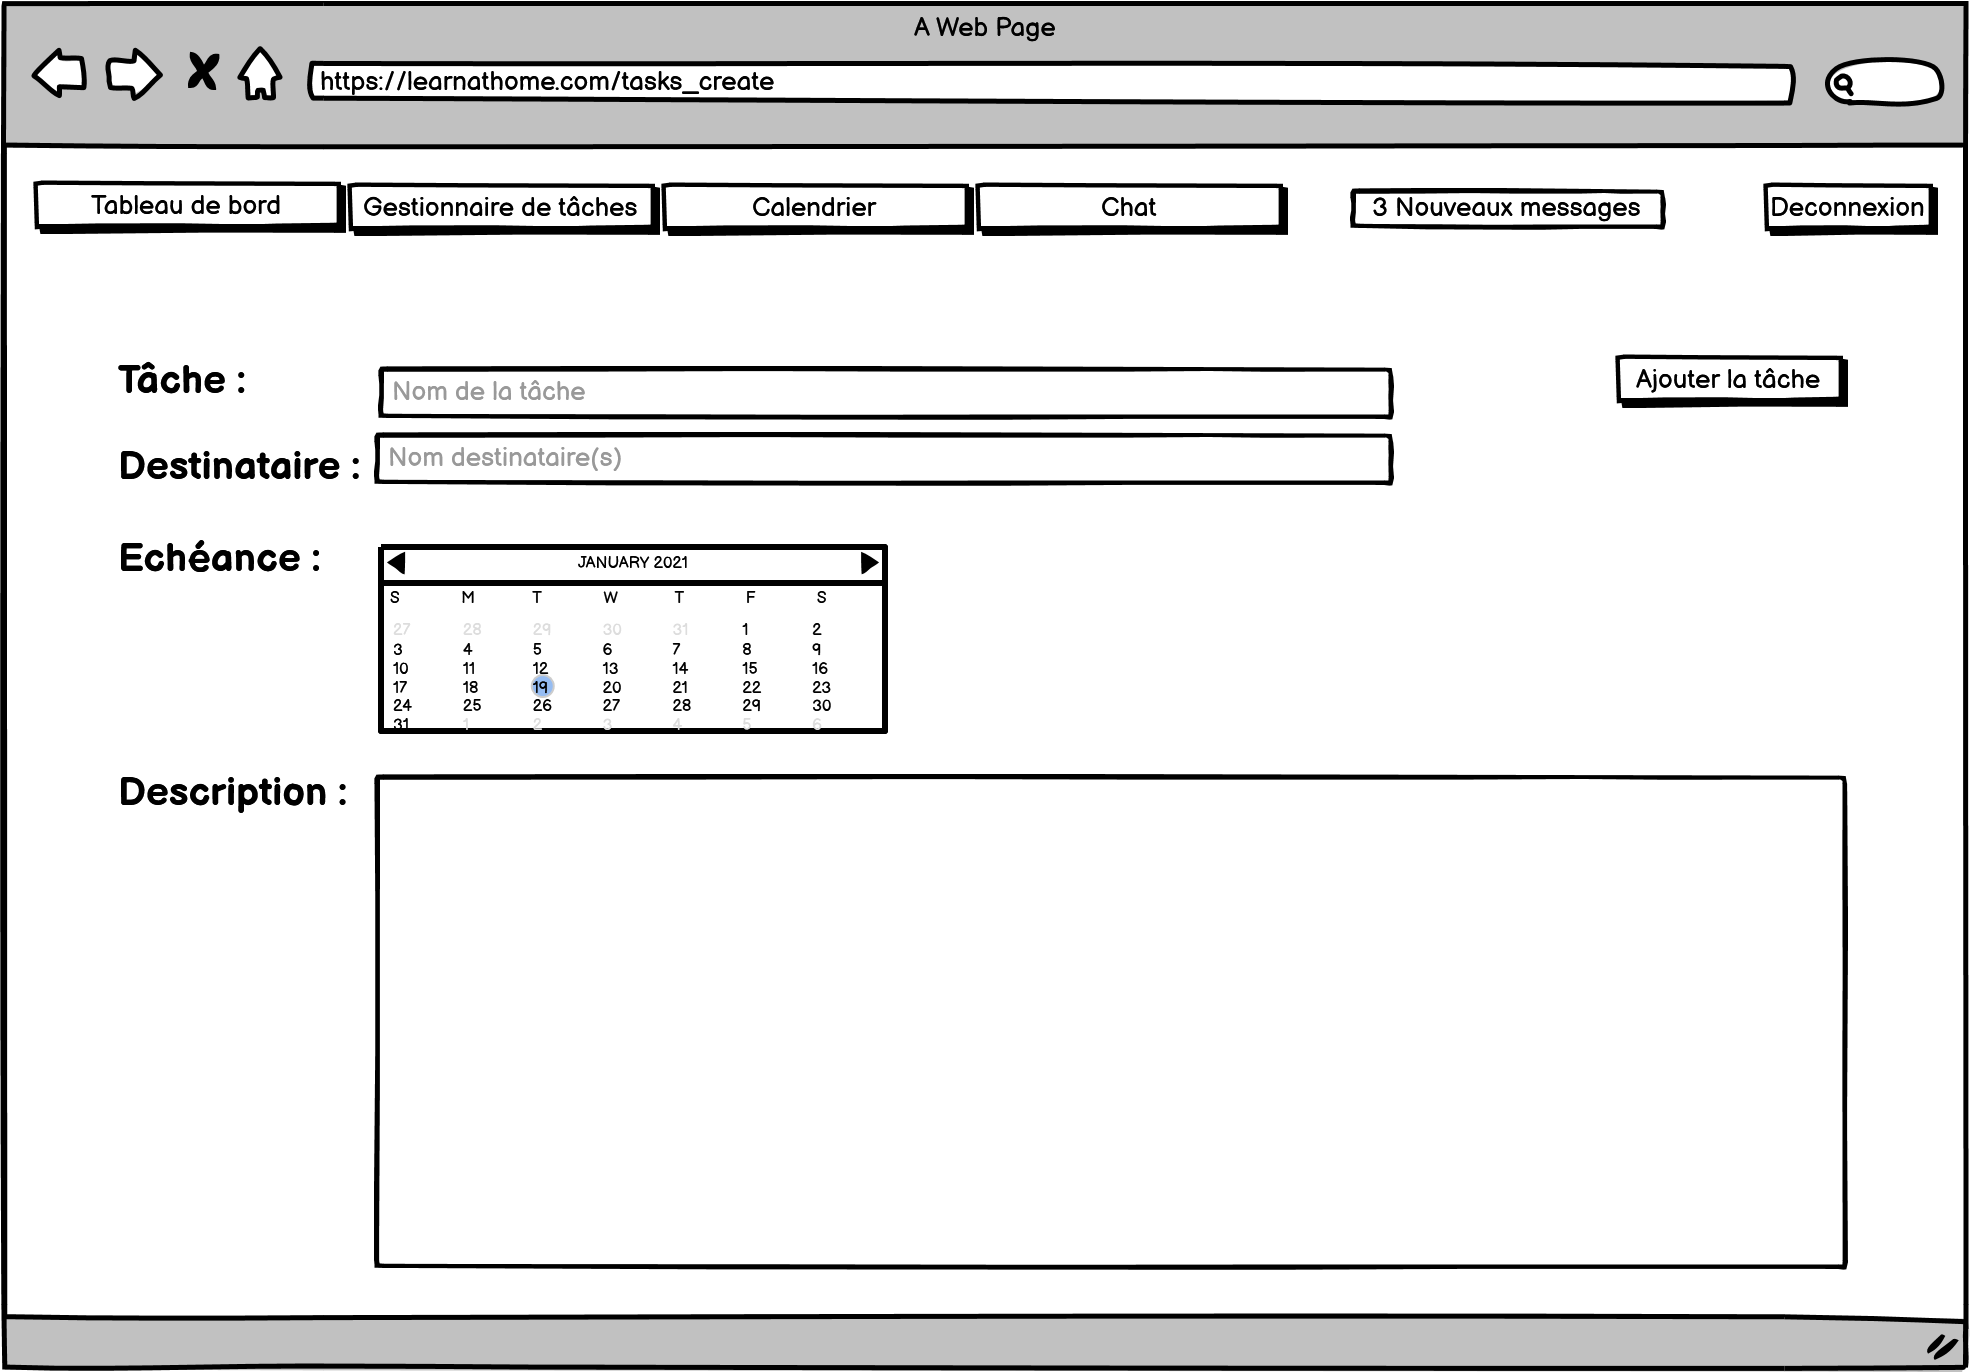 A Web Page
https://learnathome.com/tasks_create
Tableau de bord Gestionnaire de tâches Calendrier Chat 3 Nouveaux messages Deconnexion
Tâche : Nom de la tâche Ajouter la tâche
Destinataire : Nom destinataire(s)
Echéance : JANUARY 2021
S M T W T F S
27 28 29 30 31 1 2
3 4 5 6 7 8 9
10 11 12 13 14 15 16
17 18 19 20 21 22 23
24 25 26 27 28 29 30
31 1 2 3 4 5 6
Description :